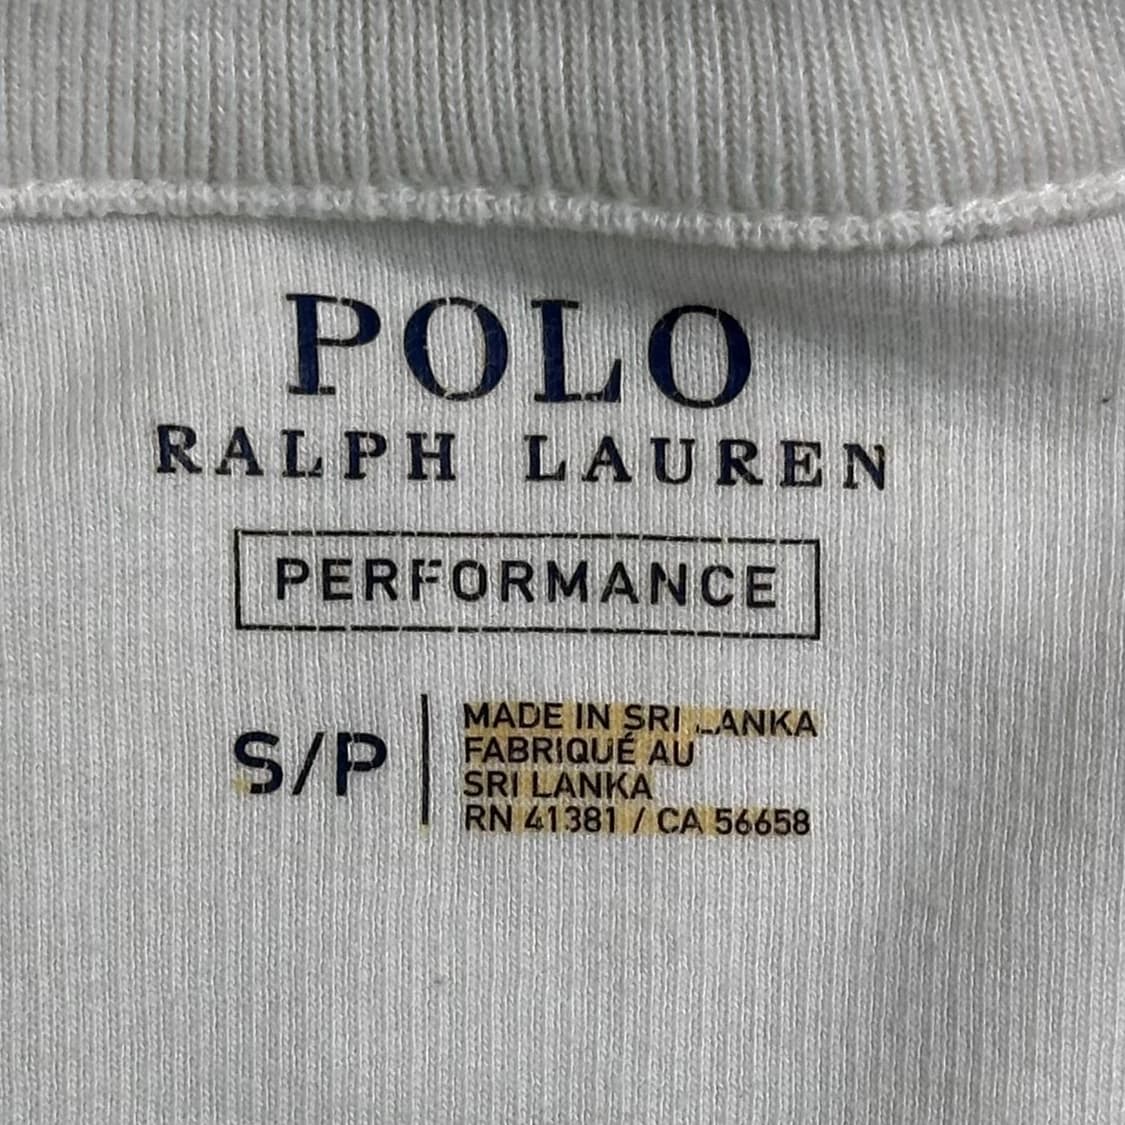 POLO
RALPH LAUREN
PERFORMANCE
S/P
MADE IN SRI LANKA
FABRIQUÉ AU
SRI LANKA
RN 41381 / CA 56658